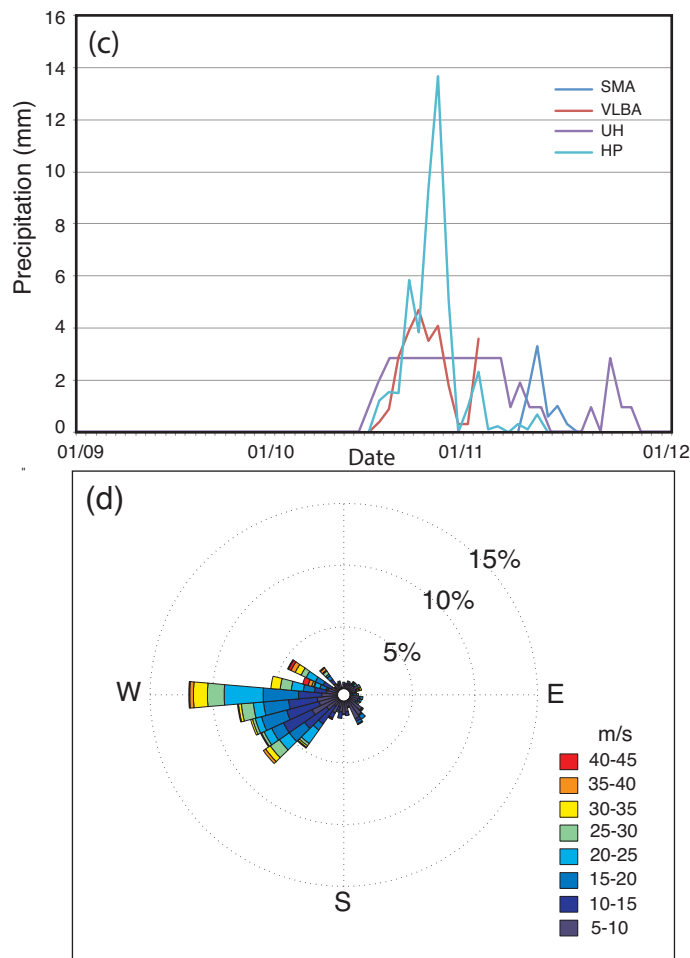 (c)
Precipitation (mm)
16
14
12
10
8
6
4
2
0
SMA
VLBA
UH
HP
01/09
01/10
01/11
01/12
Date
"
(d)
15%
10%
5%
W
E
S
m/s
40-45
35-40
30-35
25-30
20-25
15-20
10-15
5-10